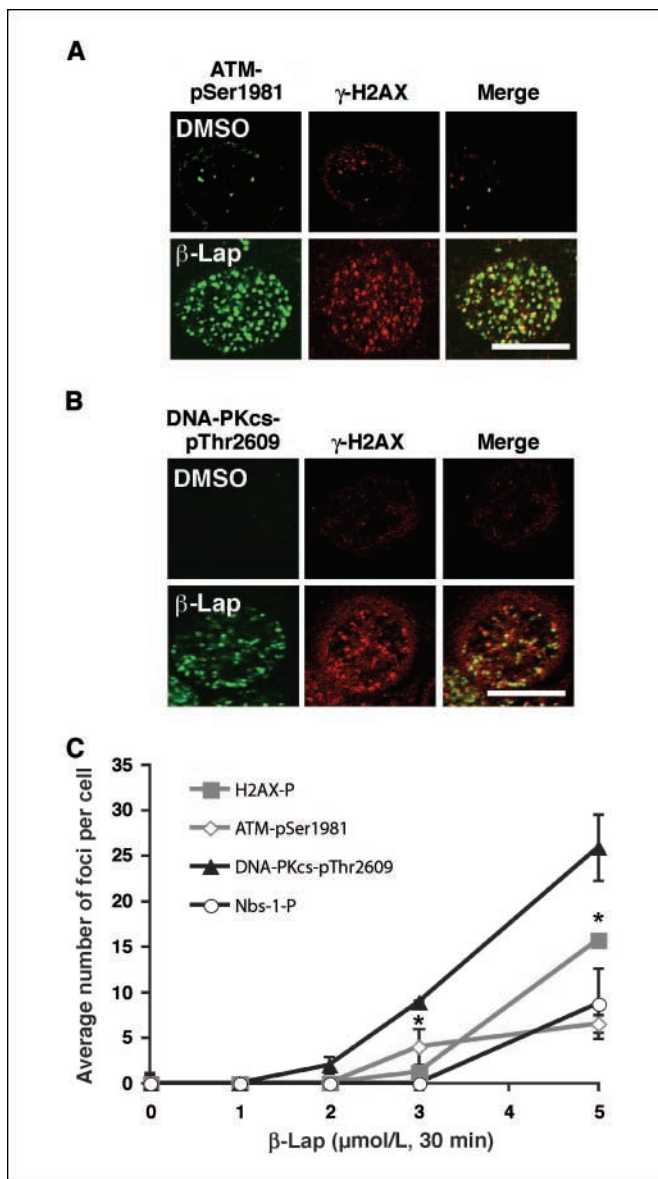 A
ATM-
pSer1981
γ-H2AX
Merge
DMSO
β-Lap
B
DNA-PKcs-
pThr2609
γ-H2AX
Merge
DMSO
β-Lap
C
35
30
25
20
15
10
5
0
Average number of foci per cell
H2AX-P
ATM-pSer1981
DNA-PKcs-pThr2609
Nbs-1-P
*
*
0 1 2 3 4 5
β-Lap (μmol/L, 30 min)